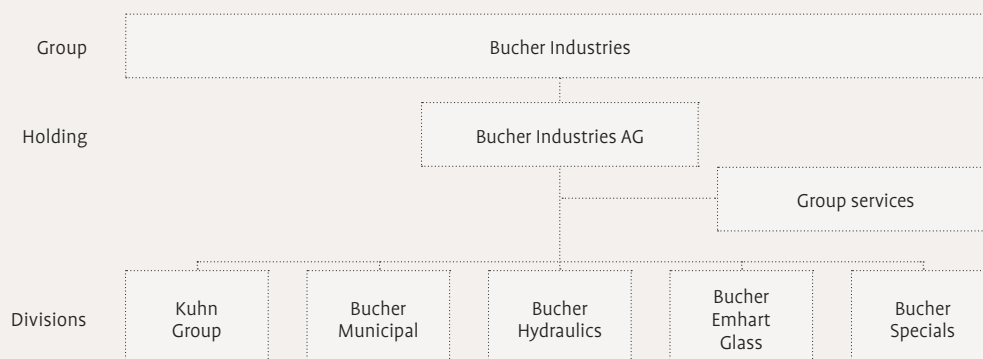 Group
Bucher Industries
Holding
Bucher Industries AG
Group services
Divisions
Kuhn
Group
Bucher
Municipal
Bucher
Hydraulics
Bucher
Emhart
Glass
Bucher
Specials